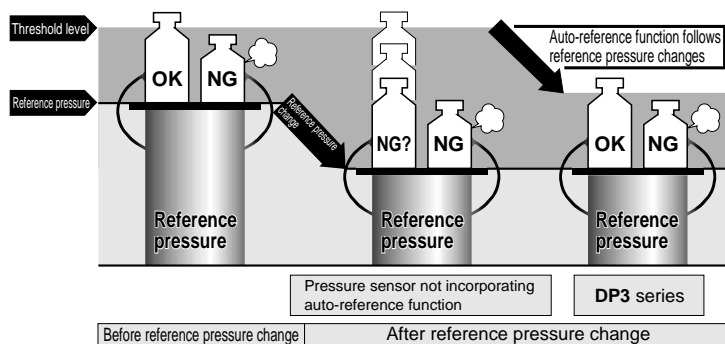 Threshold level
OK
NG
Auto-reference function follows
reference pressure changes
Reference pressure
Reference pressure
change
NG?
NG
OK
NG
Reference
pressure
Reference
pressure
Reference
pressure
Pressure sensor not incorporating
auto-reference function
DP3 series
Before reference pressure change
After reference pressure change